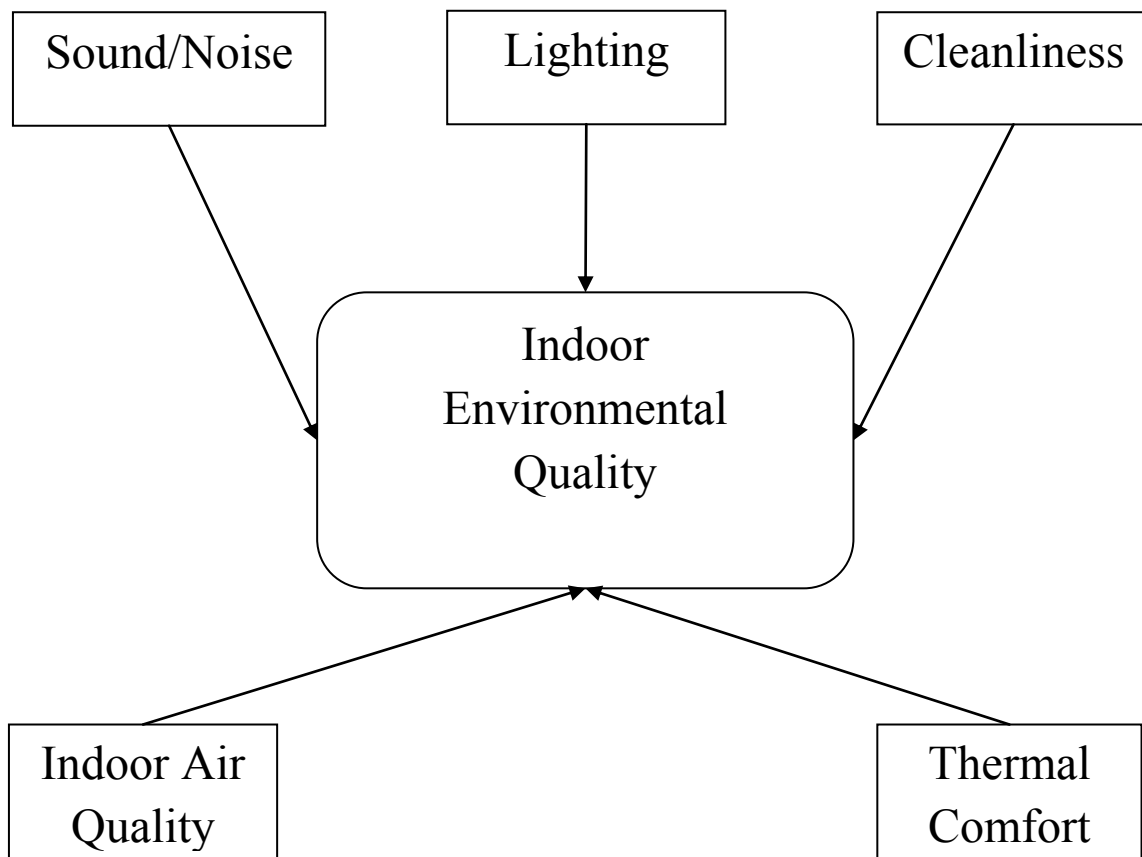 Sound/Noise
Lighting
Cleanliness
Indoor
Environmental
Quality
Indoor Air
Quality
Thermal
Comfort